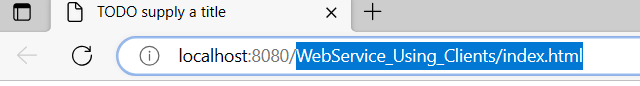 TODO supply a title
localhost:8080/WebService_Using_Clients/index.html